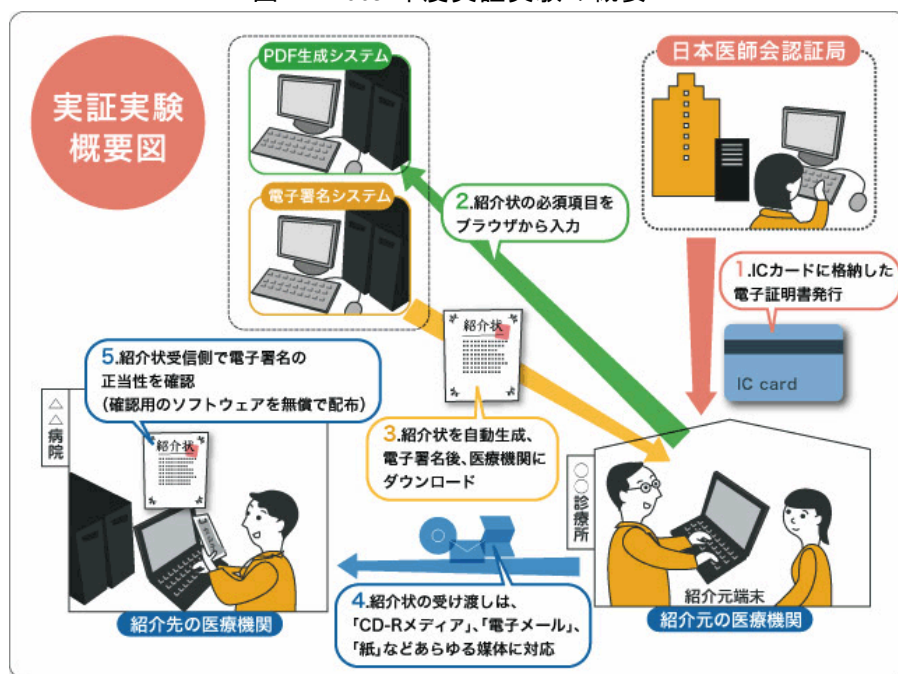 実証実験
概要図
PDF生成システム
電子署名システム
日本医師会認証局
2.紹介状の必須項目を
ブラウザから入力
1.ICカードに格納した
電子証明書発行
IC card
紹介状
5.紹介状受信側で電子署名の
正当性を確認
(確認用のソフトウェアを無償で配布)
3.紹介状を自動生成、
電子署名後、医療機関に
ダウンロード
△△病院
紹介状
○○診療所
紹介元端末
紹介先の医療機関
4.紹介状の受け渡しは、
「CD-Rメディア」、「電子メール」、
「紙」などあらゆる媒体に対応
紹介元の医療機関